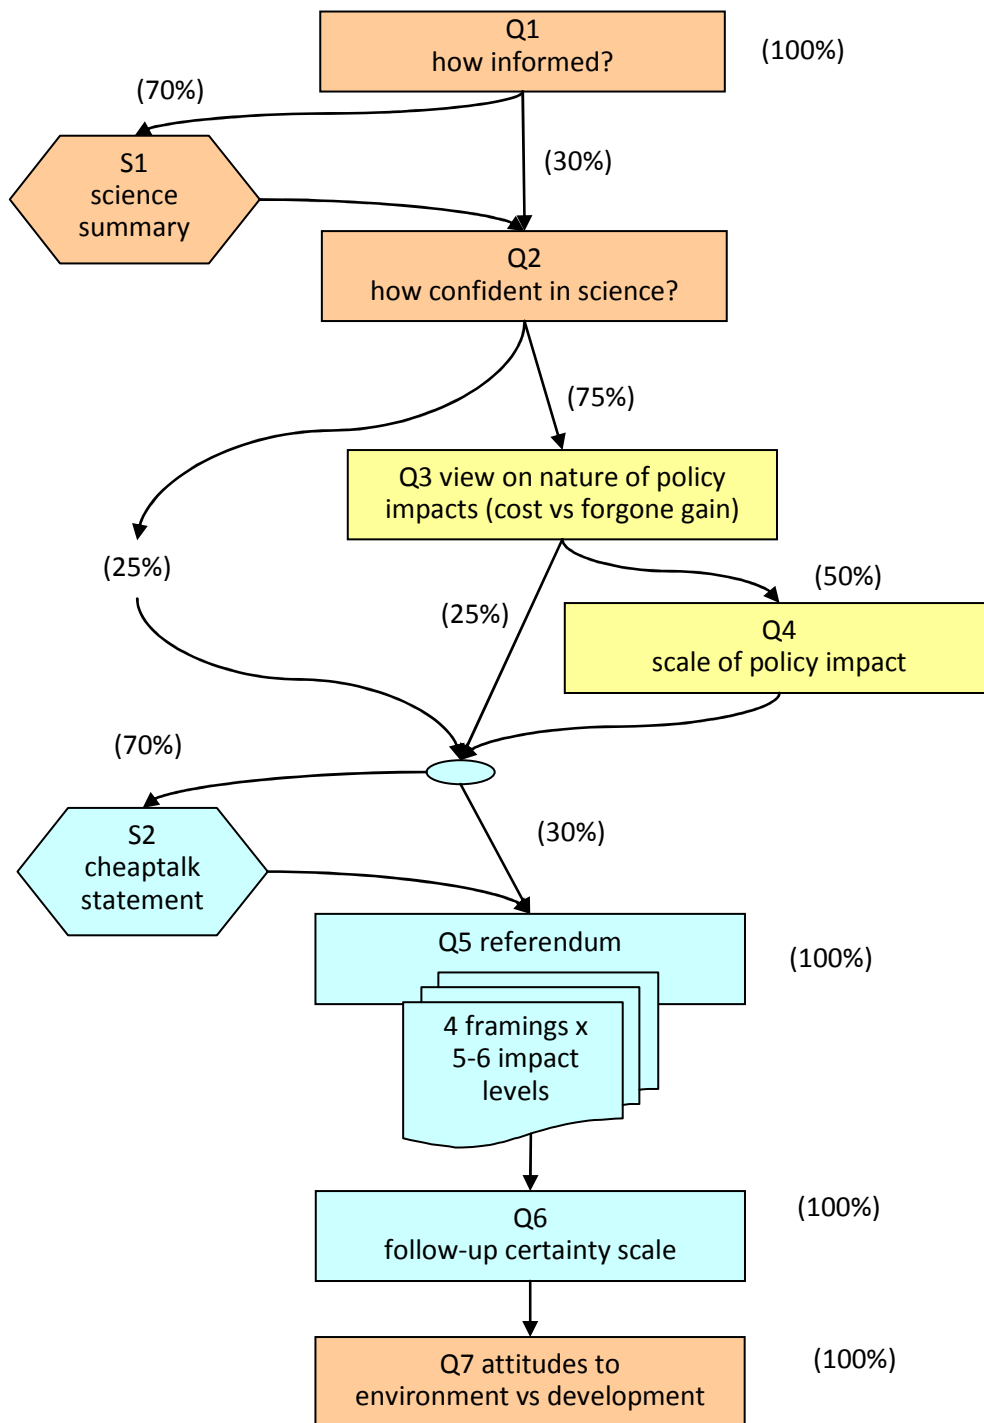 Q1
how informed?
(100%)
(70%)
(30%)
S1
science
summary
Q2
how confident in science?
(75%)
Q3 view on nature of policy
impacts (cost vs forgone gain)
(25%)
(50%)
(25%)
Q4
scale of policy impact
(70%)
(30%)
S2
cheaptalk
statement
Q5 referendum
(100%)
4 framings x
5-6 impact
levels
Q6
follow-up certainty scale
(100%)
Q7 attitudes to
environment vs development
(100%)